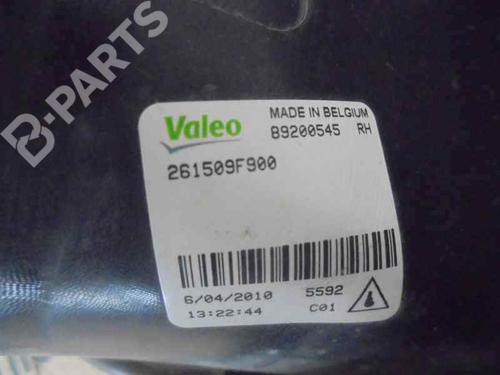 B-PARTS
Valeo
MADE IN BELGIUM
89200545 RH
261509F900
6/04/2010 5592
13:22:44 C01